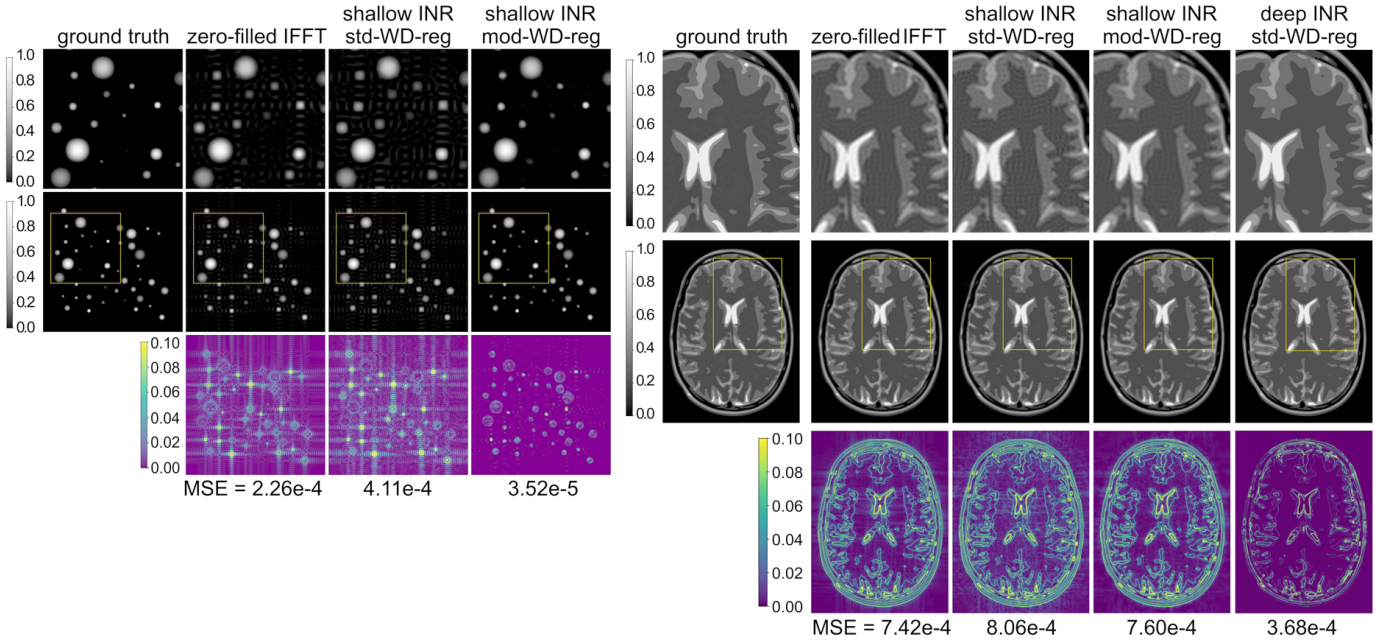 shallow INR
shallow INR
ground truth
zero-filled IFFT
std-WD-reg
mod-WD-reg
1.0
0.8
0.6
0.4
0.2
0.0
1.0
0.8
0.6
0.4
0.2
0.0
0.10
0.08
0.06
0.04
0.02
0.00
MSE = 2.26e-4
4.11e-4
3.52e-5
shallow INR
shallow INR
deep INR
ground truth
zero-filled IFFT
std-WD-reg
mod-WD-reg
std-WD-reg
1.0
0.8
0.6
0.4
0.2
0.0
1.0
0.8
0.6
0.4
0.2
0.0
0.10
0.08
0.06
0.04
0.02
0.00
MSE = 7.42e-4
8.06e-4
7.60e-4
3.68e-4